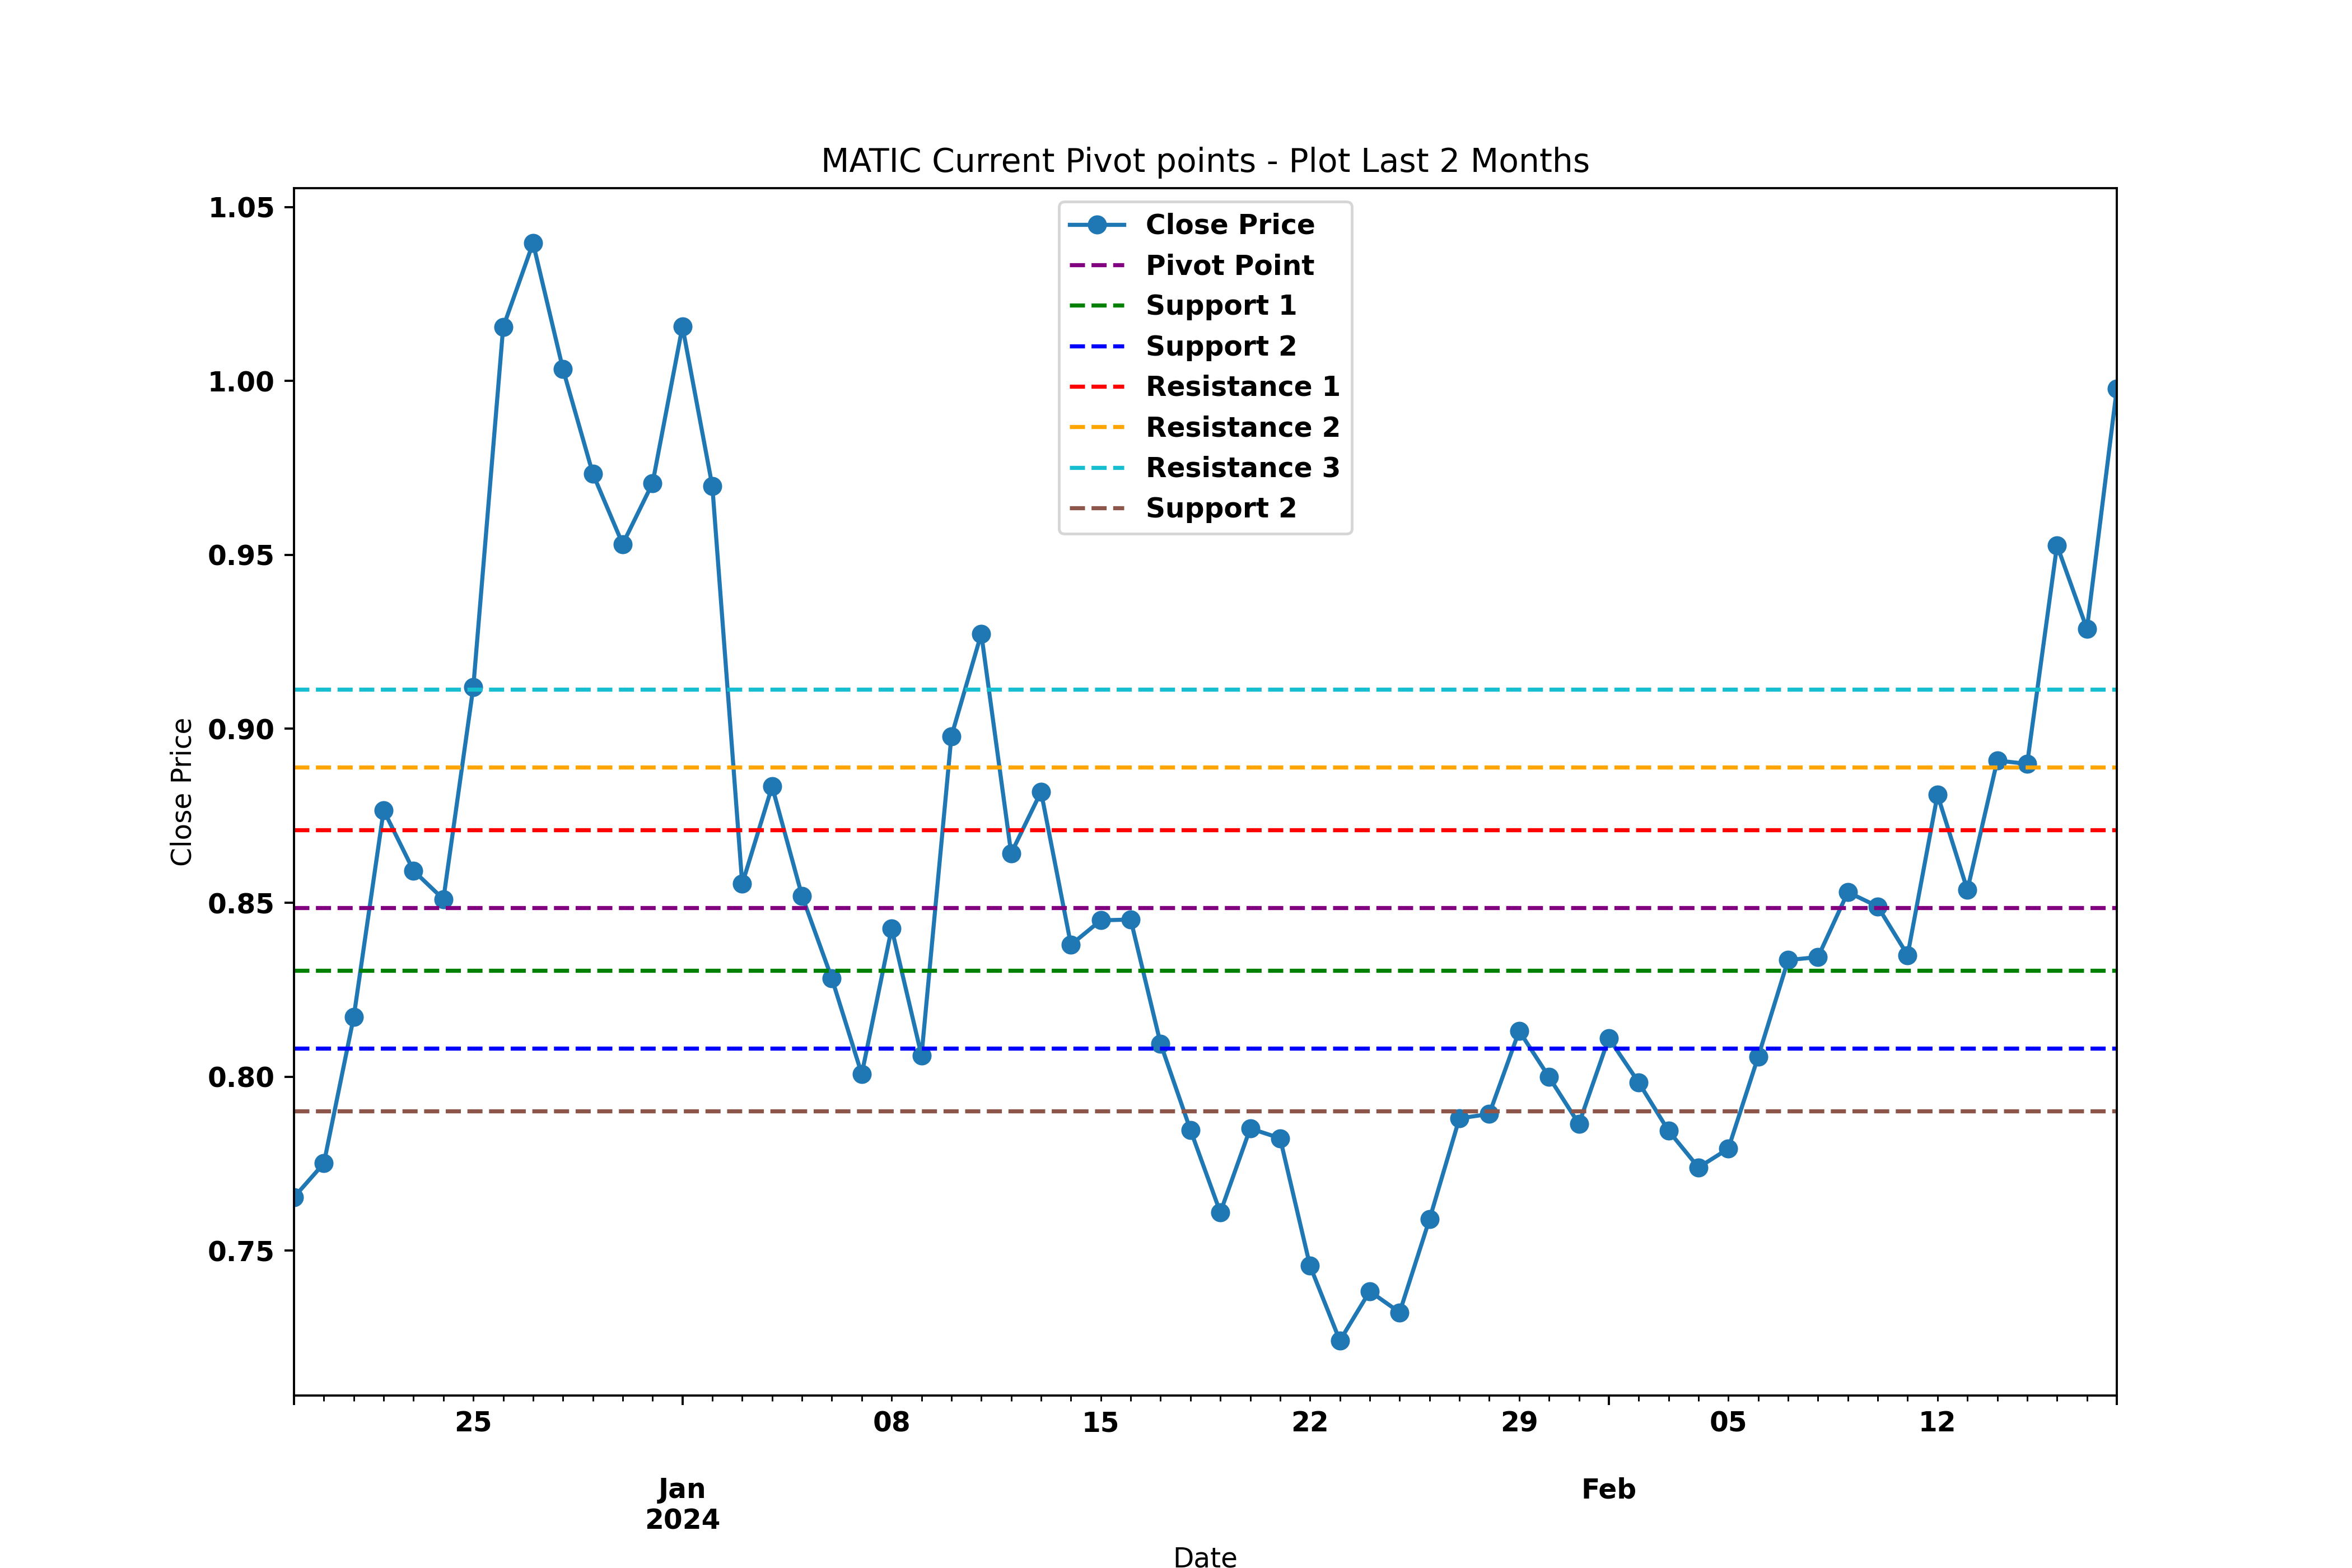 MATIC Current Pivot points - Plot Last 2 Months
1.05
1.00
0.95
0.90
0.85
0.80
0.75
Close Price
Close Price
Pivot Point
Support 1
Support 2
Resistance 1
Resistance 2
Resistance 3
Support 2
25 08 15 22 29 05 12
Jan Feb
2024
Date